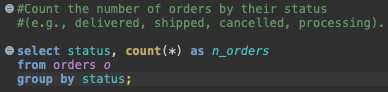 #Count the number of orders by their status
#(e.g., delivered, shipped, cancelled, processing).
select status, count(*) as n_orders
from orders o
group by status;